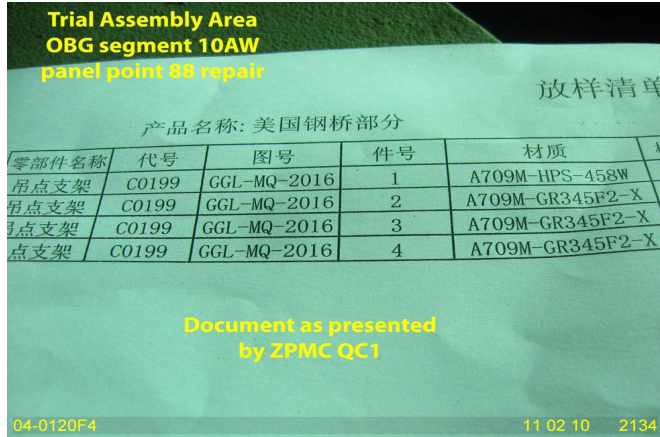 Trial Assembly Area
OBG segment 10AW
panel point 88 repair
放样清单
产品名称: 美国钢桥部分
零部件名称 代号 图号 件号 材质
吊点支架 C0199 GGL-MQ-2016 1 A709M-HPS-458W
吊点支架 C0199 GGL-MQ-2016 2 A709M-GR345F2-X
吊点支架 C0199 GGL-MQ-2016 3 A709M-GR345F2-X
点支架 C0199 GGL-MQ-2016 4 A709M-GR345F2-X
Document as presented
by ZPMC QC1
04-0120F4 11 02 10 2134